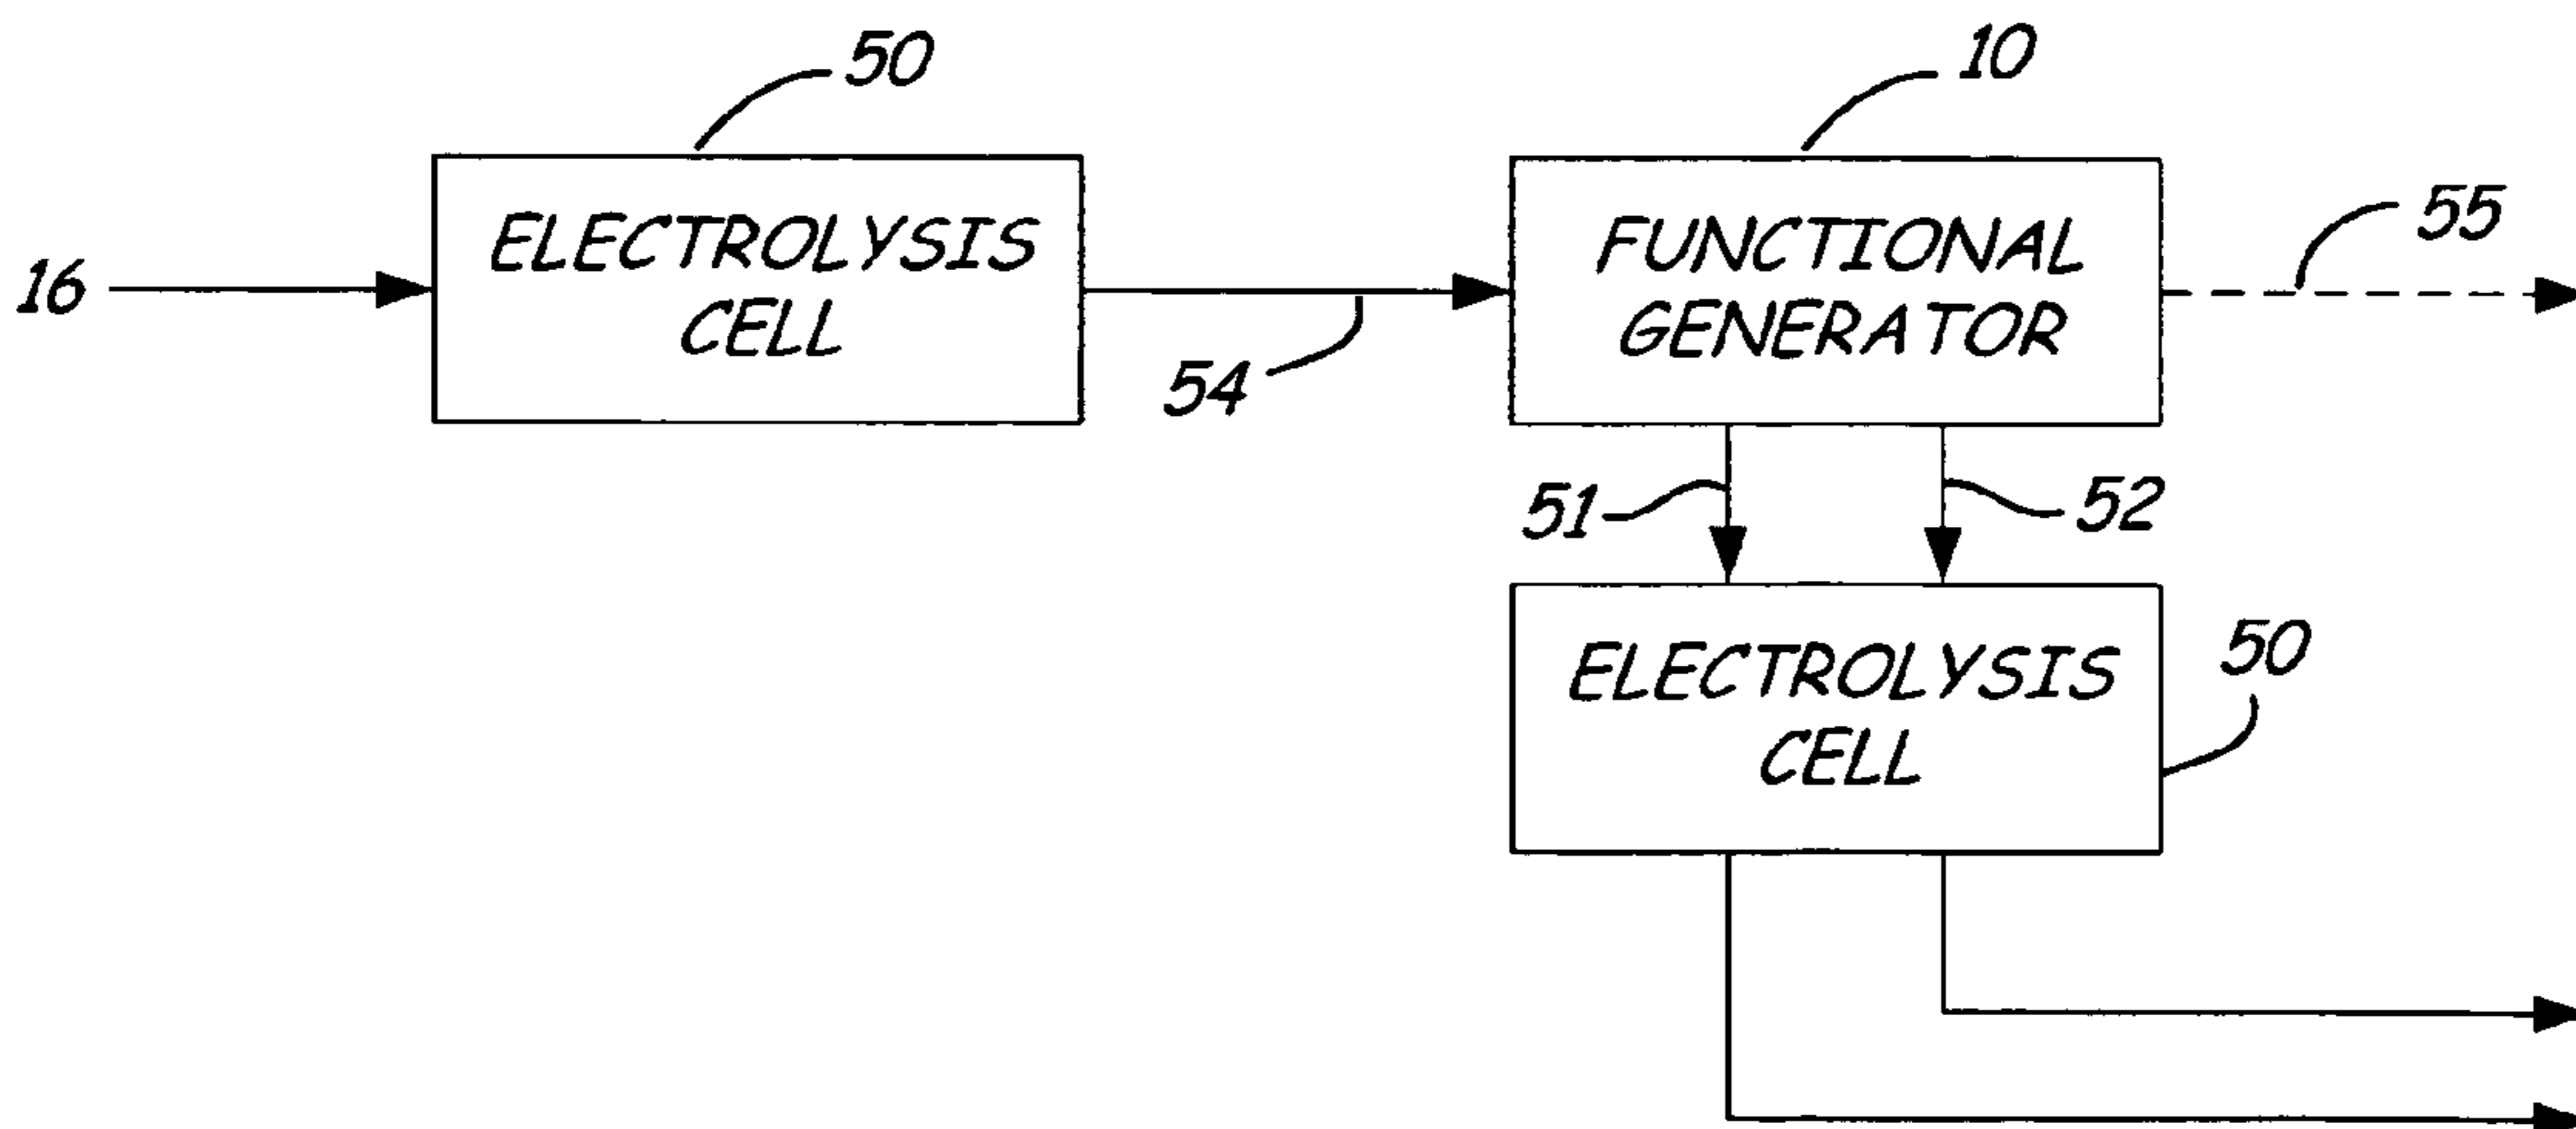 50
10
ELECTROLYSIS
CELL
FUNCTIONAL
GENERATOR
55
16
54
51
52
ELECTROLYSIS
CELL
50